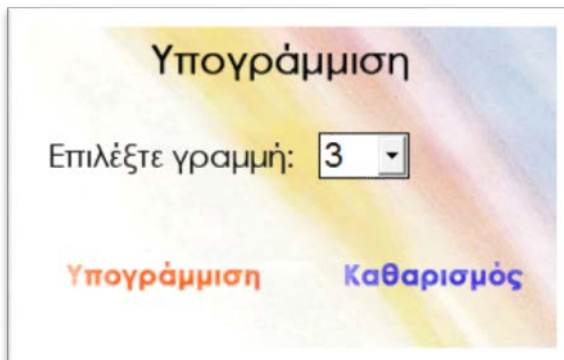 Υπογράμμιση
Επιλέξτε γραμμή: 3
Υπογράμμιση Καθαρισμός